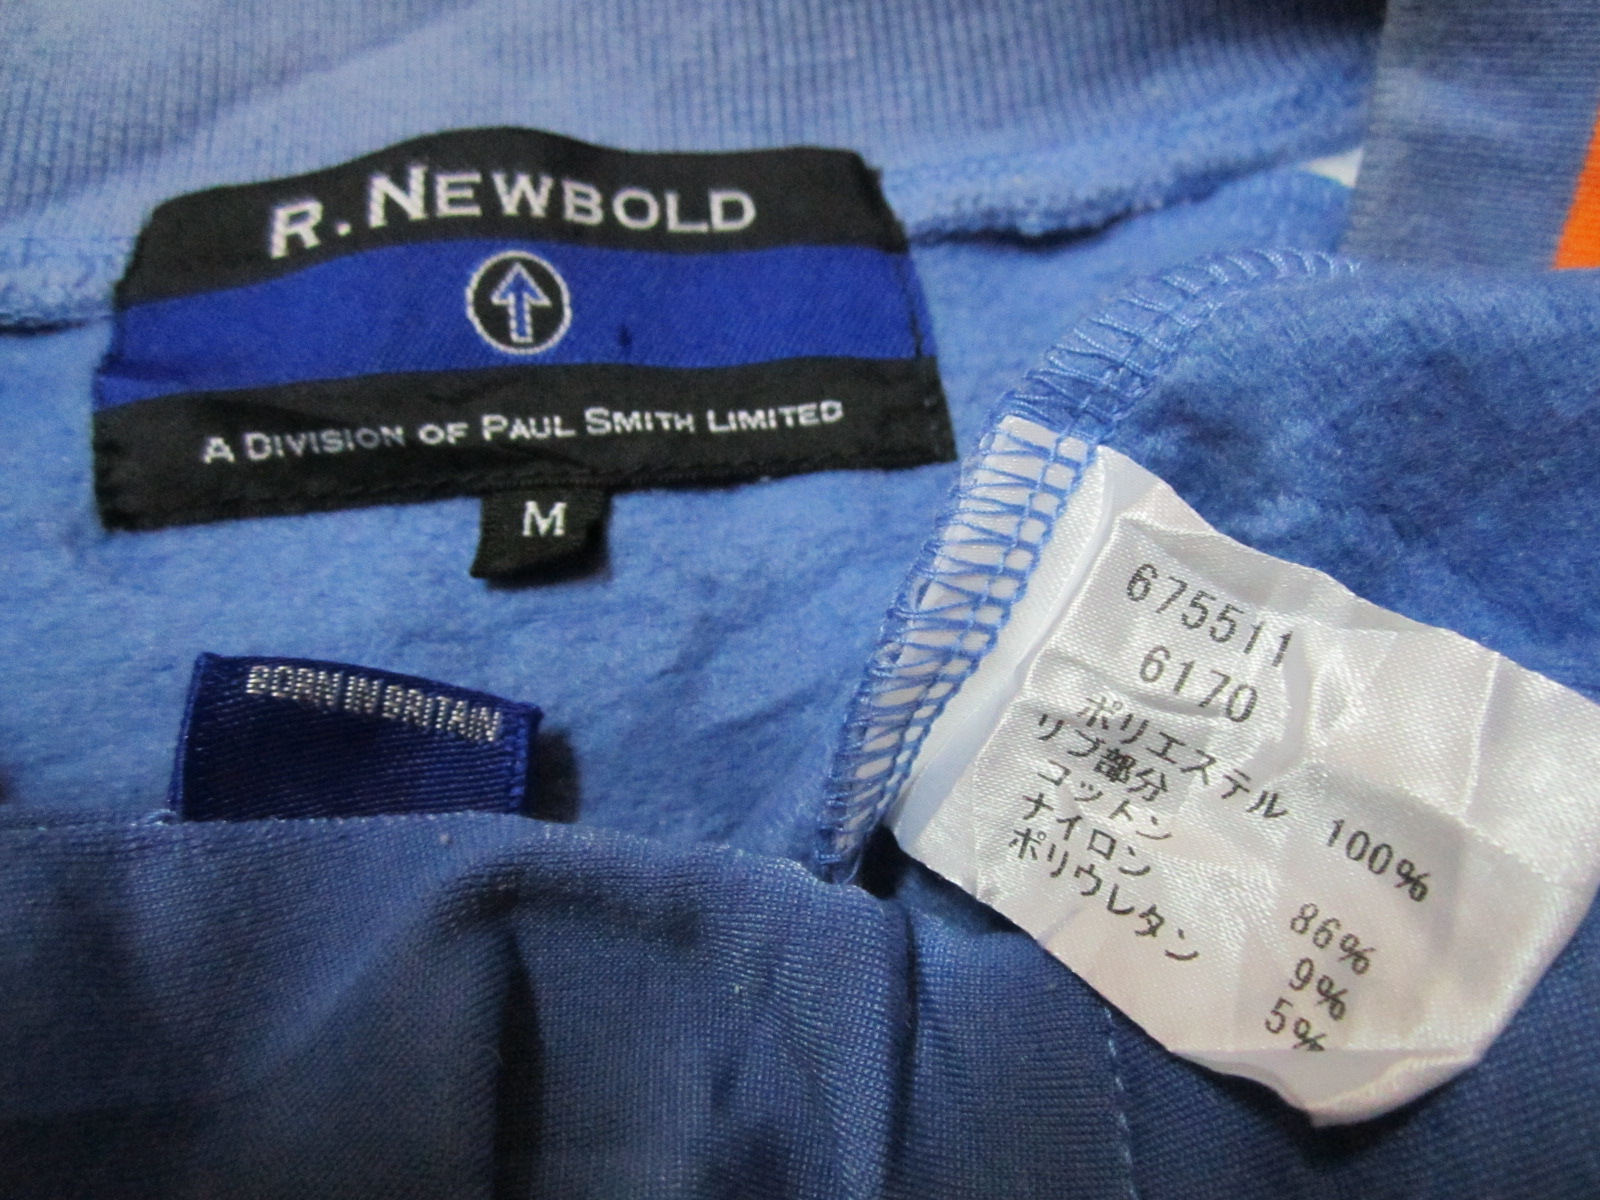 R. NEWBOLD
A DIVISION OF PAUL SMITH LIMITED
M
BORN IN BRITAIN
675511
6170
ポリエステル 100%
リブ部分
コットン 86%
ナイロン 9%
ポリウレタン 5%